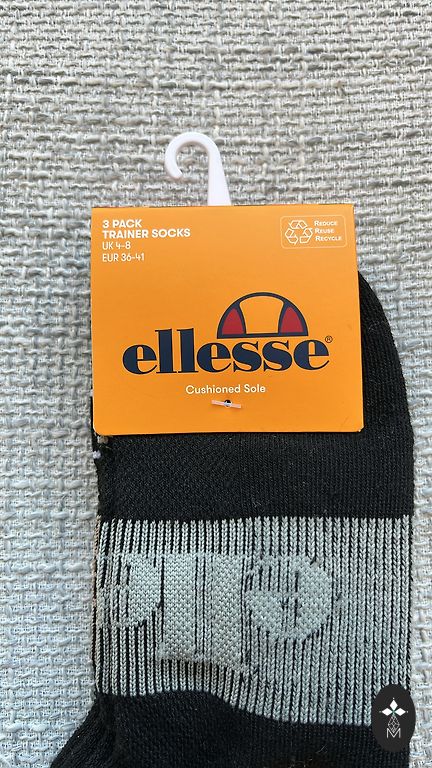 3 PACK
TRAINER SOCKS
UK 4-8
EUR 36-41
REDUCE
REUSE
RECYCLE
ellesse®
Cushioned Sole